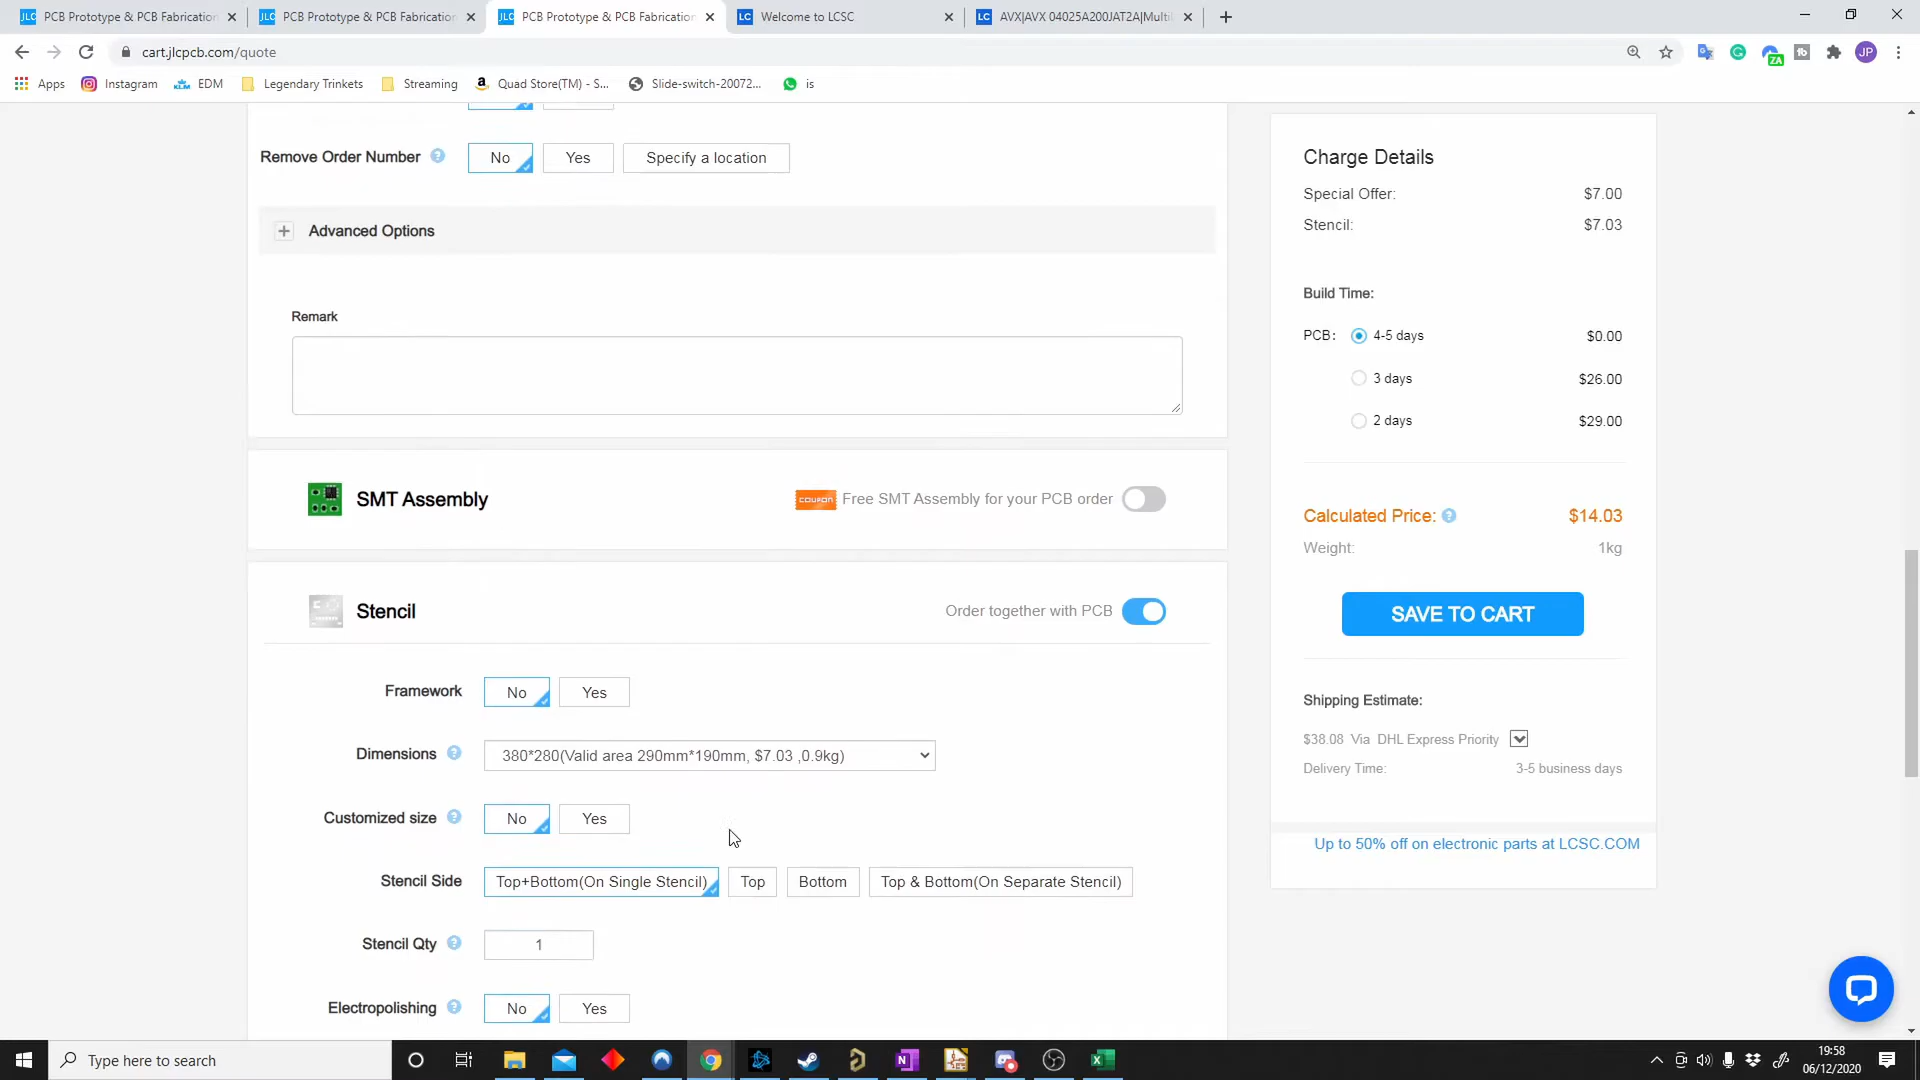 PCB Prototype & PCB Fabrication
PCB Prototype & PCB Fabrication
PCB Prototype & PCB Fabrication
Welcome to LCSC
AVX|AVX 04025A200JAT2A|Multi
cart.jlcpcb.com/quote
JP
Apps
Instagram
EDM
Legendary Trinkets
Streaming
Quad Store(TM) - S...
Slide-switch-20072...
is
Remove Order Number
No
Yes
Specify a location
Advanced Options
Remark
SMT Assembly
COUPON
Free SMT Assembly for your PCB order
Stencil
Order together with PCB
Framework
No
Yes
Dimensions
380*280(Valid area 290mm*190mm, $7.03 ,0.9kg)
Customized size
No
Yes
Stencil Side
Top+Bottom(On Single Stencil)
Top
Bottom
Top & Bottom(On Separate Stencil)
Stencil Qty
1
Electropolishing
No
Yes
Charge Details
Special Offer: $7.00
Stencil: $7.03
Build Time:
PCB: 4-5 days $0.00
3 days $26.00
2 days $29.00
Calculated Price: $14.03
Weight: 1kg
SAVE TO CART
Shipping Estimate:
$38.08 Via DHL Express Priority
Delivery Time: 3-5 business days
Up to 50% off on electronic parts at LCSC.COM
Type here to search
19:58
06/12/2020